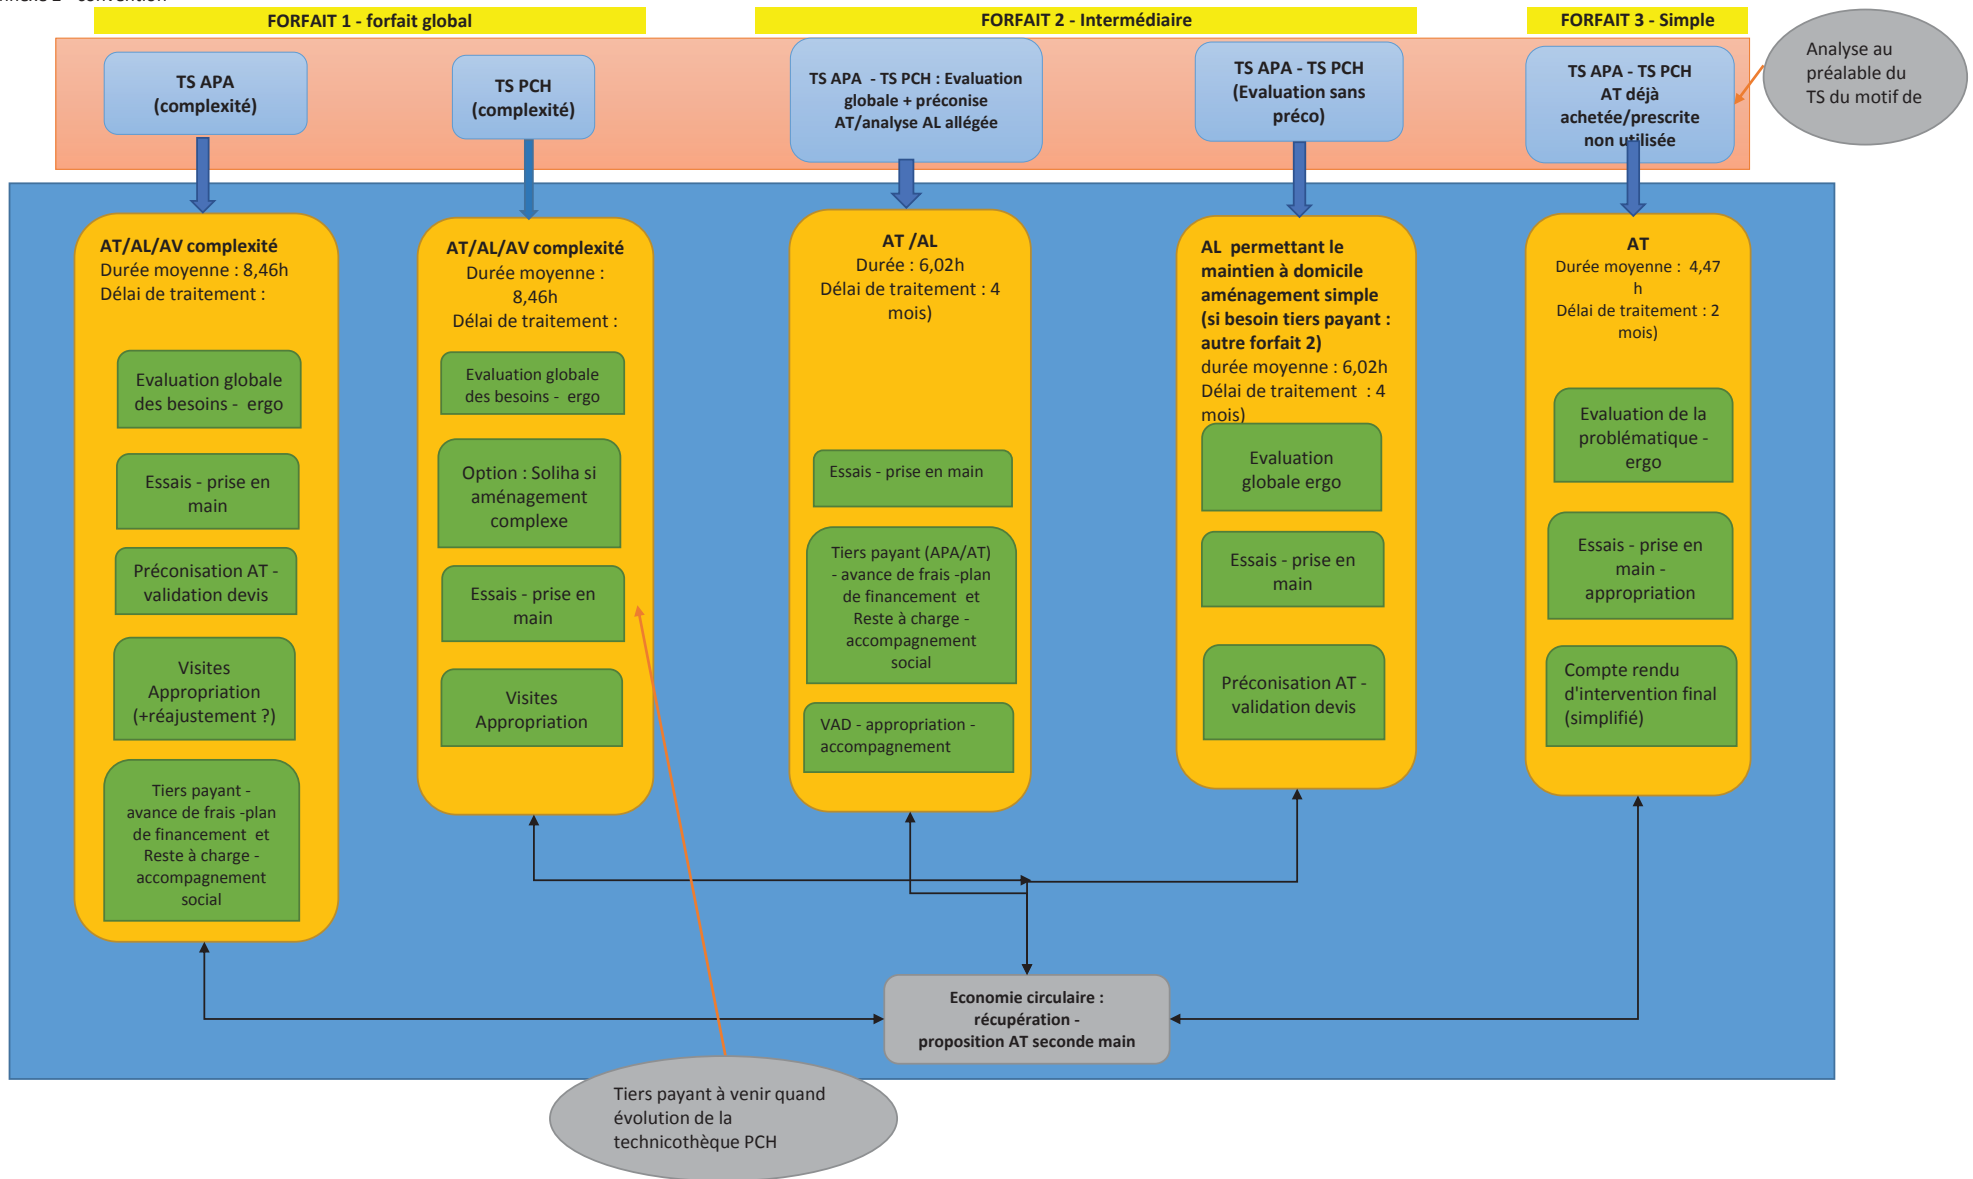 FORFAIT 1 - forfait global
FORFAIT 2 - Intermédiaire
FORFAIT 3 - Simple
TS APA
(complexité)
TS PCH
(complexité)
TS APA - TS PCH : Evaluation
globale + préconise
AT/analyse AL allégée
TS APA - TS PCH
(Evaluation sans
préco)
TS APA - TS PCH
AT déjà
achetée/prescrite
non utilisée
Analyse au
préalable du
TS du motif de
AT/AL/AV complexité
Durée moyenne : 8,46h
Délai de traitement :
Evaluation globale
des besoins - ergo
Essais - prise en
main
Préconisation AT -
validation devis
Visites
Appropriation
(+réajustement ?)
Tiers payant -
avance de frais -plan
de financement et
Reste à charge -
accompagnement
social
AT/AL/AV complexité
Durée moyenne :
8,46h
Délai de traitement :
Evaluation globale
des besoins - ergo
Option : Soliha si
aménagement
complexe
Essais - prise en
main
Visites
Appropriation
AT /AL
Durée : 6,02h
Délai de traitement : 4
mois)
Essais - prise en main
Tiers payant (APA/AT)
- avance de frais -plan
de financement et
Reste à charge -
accompagnement
social
VAD - appropriation -
accompagnement
AL permettant le
maintien à domicile
aménagement simple
(si besoin tiers payant :
autre forfait 2)
durée moyenne : 6,02h
Délai de traitement : 4
mois)
Evaluation
globale ergo
Essais - prise en
main
Préconisation AT -
validation devis
AT
Durée moyenne : 4,47
h
Délai de traitement : 2
mois)
Evaluation de la
problématique -
ergo
Essais - prise en
main -
appropriation
Compte rendu
d'intervention final
(simplifié)
Economie circulaire :
récupération -
proposition AT seconde main
Tiers payant à venir quand
évolution de la
technicothèque PCH